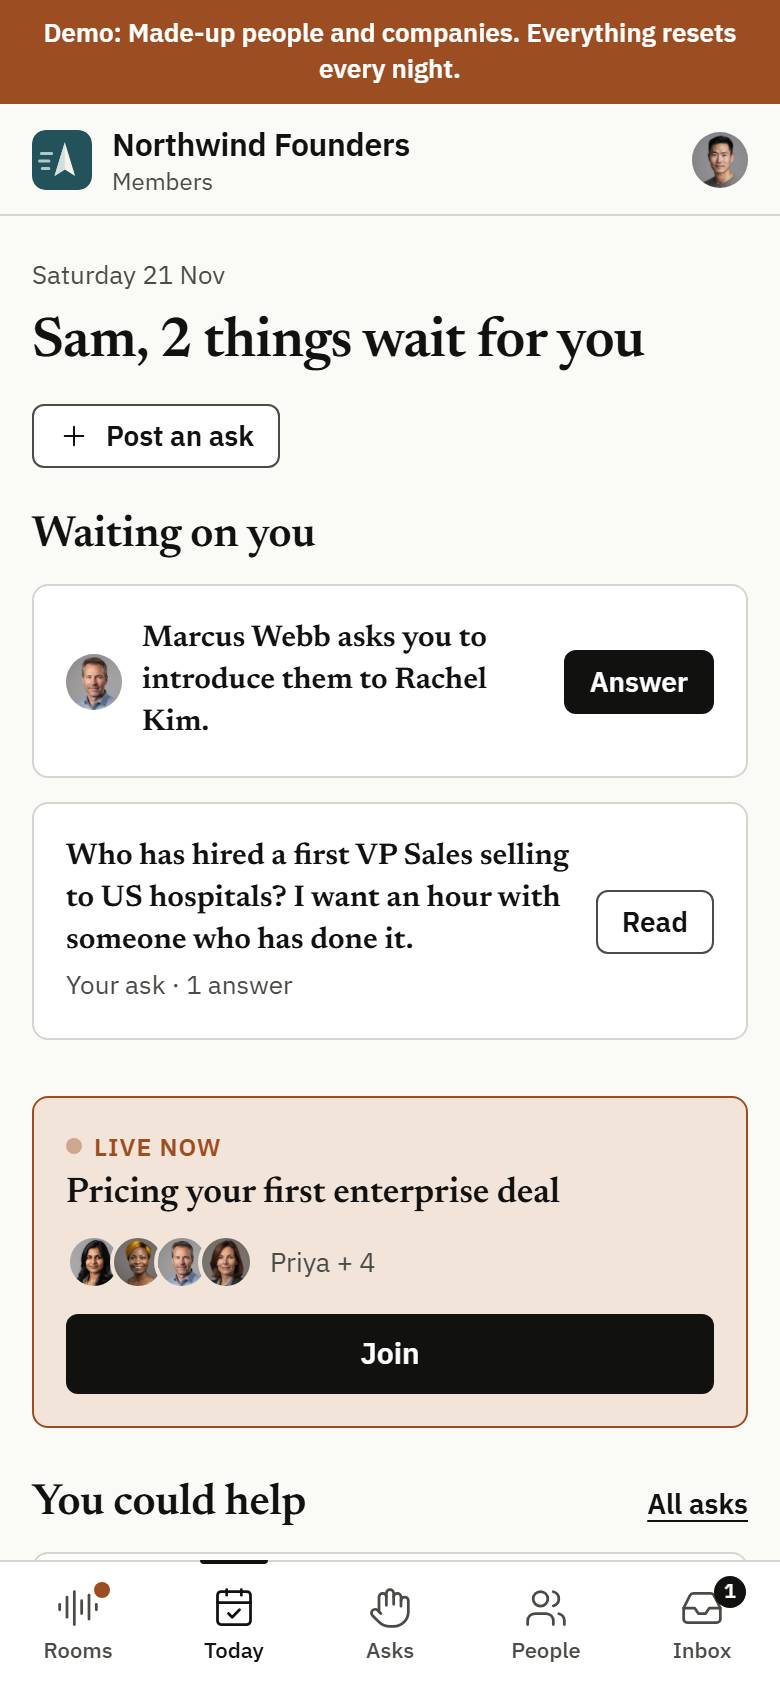 Demo: Made-up people and companies. Everything resets
every night.
Northwind Founders
Members
Saturday 21 Nov
Sam, 2 things wait for you
Post an ask
Waiting on you
Marcus Webb asks you to
introduce them to Rachel
Kim.
Answer
Who has hired a first VP Sales selling
to US hospitals? I want an hour with
someone who has done it.
Your ask · 1 answer
Read
LIVE NOW
Pricing your first enterprise deal
Priya + 4
Join
You could help
All asks
1
Rooms
Today
Asks
People
Inbox